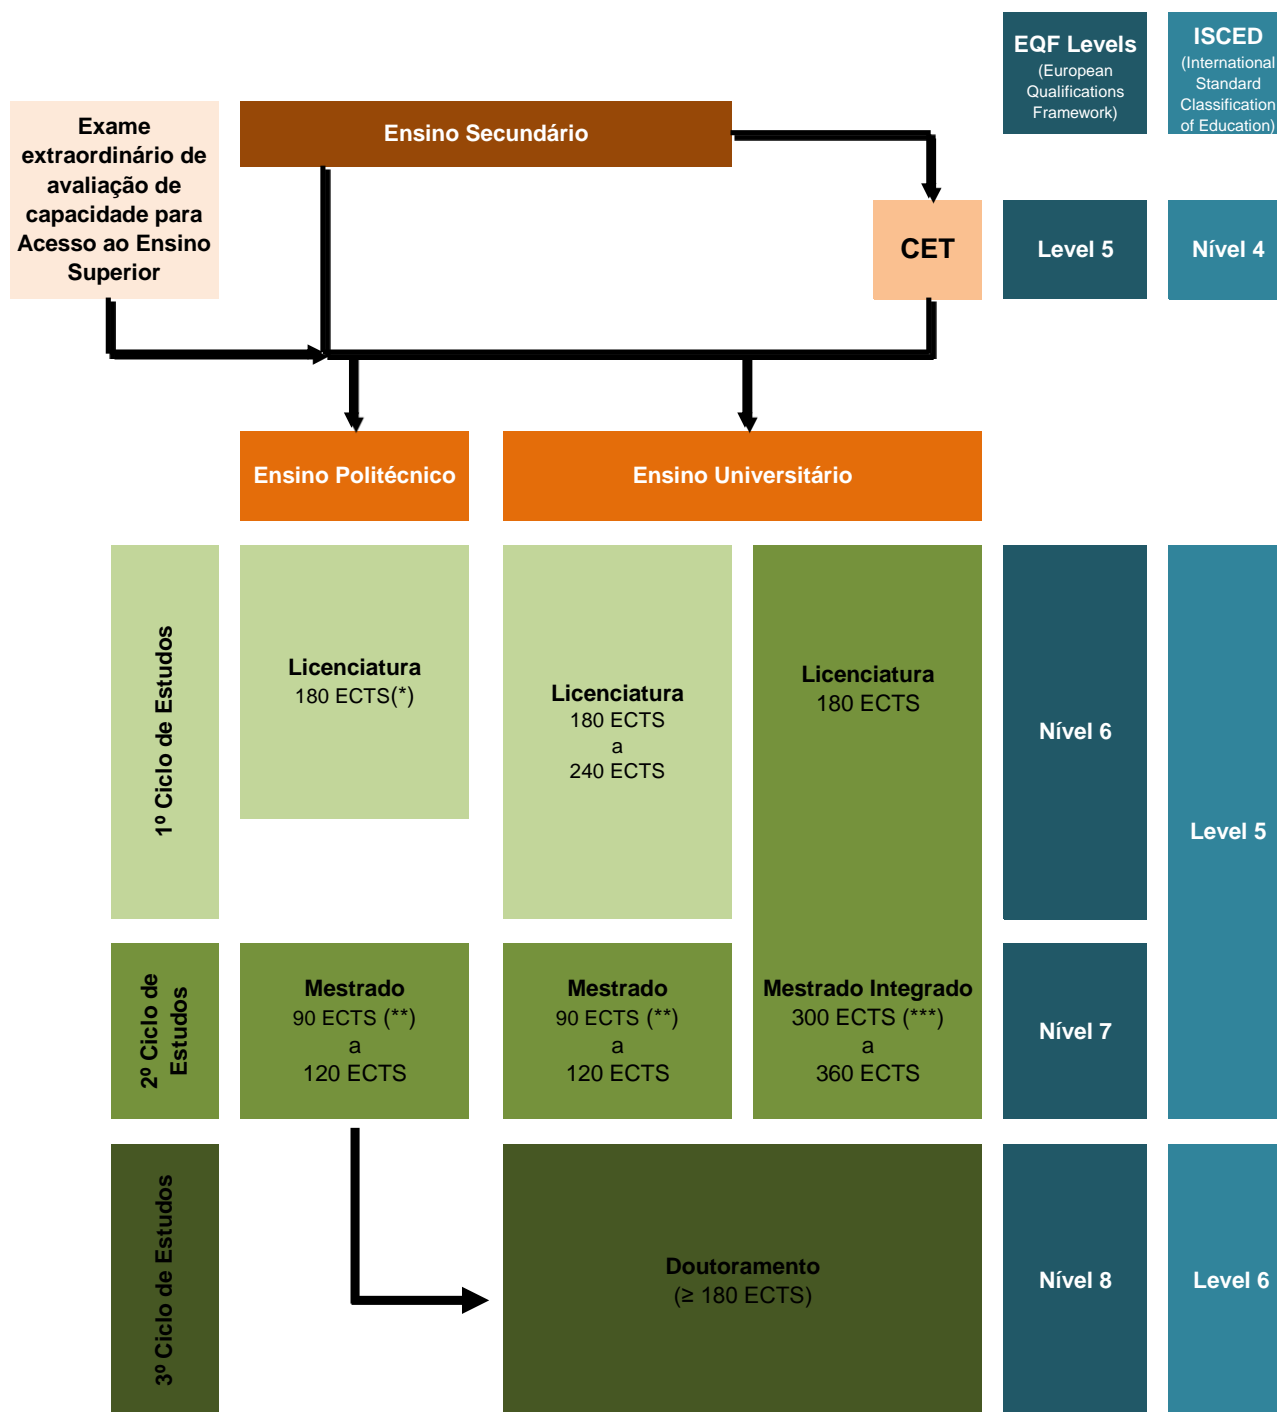 EQF Levels
(European
Qualifications
Framework)
ISCED
(International
Standard
Classification
of Education)
Exame
extraordinário de
avaliação de
capacidade para
Acesso ao Ensino
Superior
Ensino Secundário
CET
Level 5
Nível 4
Ensino Politécnico
Ensino Universitário
1º Ciclo de Estudos
Licenciatura
180 ECTS(*)
Licenciatura
180 ECTS
a
240 ECTS
Licenciatura
180 ECTS
Nível 6
Level 5
2º Ciclo de
Estudos
Mestrado
90 ECTS (**)
a
120 ECTS
Mestrado
90 ECTS (**)
a
120 ECTS
Mestrado Integrado
300 ECTS (***)
a
360 ECTS
Nível 7
3º Ciclo de Estudos
Doutoramento
(≥ 180 ECTS)
Nível 8
Level 6